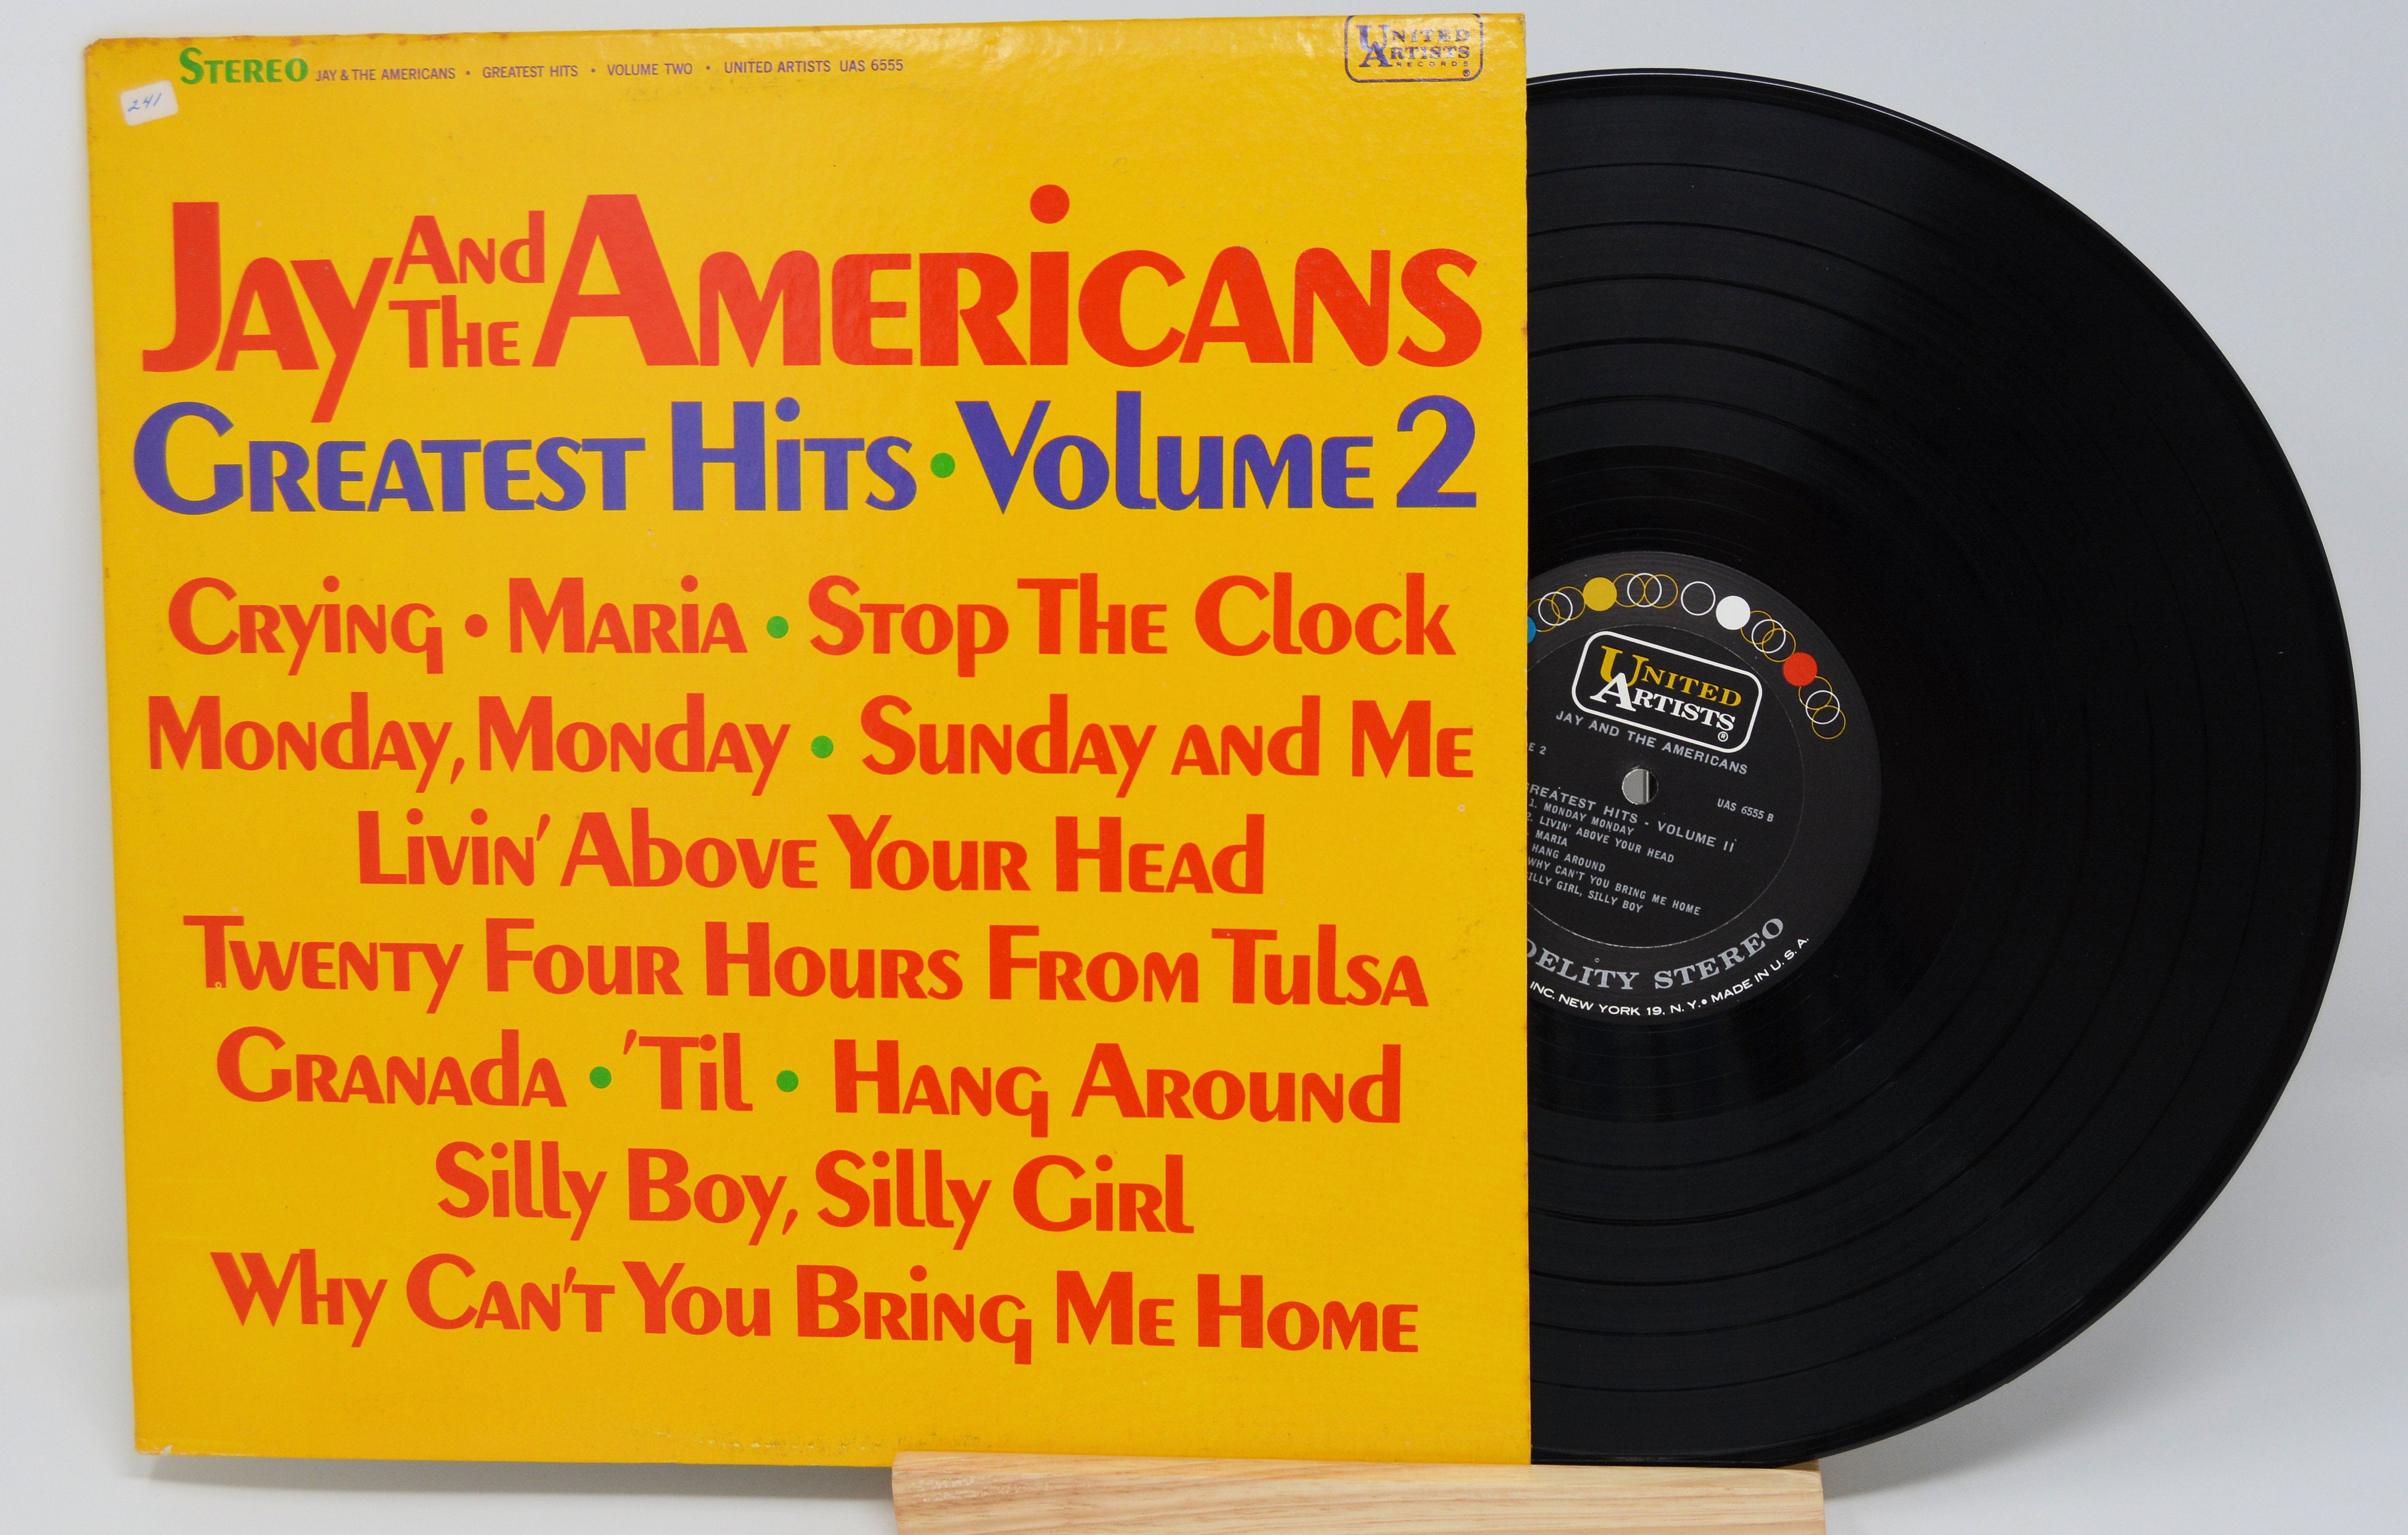 STEREO JAY & THE AMERICANS • GREATEST HITS • VOLUME TWO • UNITED ARTISTS UAS 6555
UNITED
ARTISTS
RECORDS
®
241
JAY AND THE AMERICANS
GREATEST HITS • VOLUME 2
CRYING • MARIA • STOP THE CLOCK
MONDAY, MONDAY • SUNDAY AND ME
LIVIN' ABOVE YOUR HEAD
TWENTY FOUR HOURS FROM TULSA
GRANADA • 'TIL • HANG AROUND
SILLY BOY, SILLY GIRL
WHY CAN'T YOU BRING ME HOME
UNITED
ARTISTS
®
JAY AND THE AMERICANS
2
UAS 6555 B
GREATEST HITS - VOLUME II
1. MONDAY MONDAY
2. LIVIN' ABOVE YOUR HEAD
MARIA
HANG AROUND
WHY CAN'T YOU BRING ME HOME
ILLY GIRL, SILLY BOY
DELITY STEREO
INC. NEW YORK 19, N. Y. • MADE IN U. S. A.